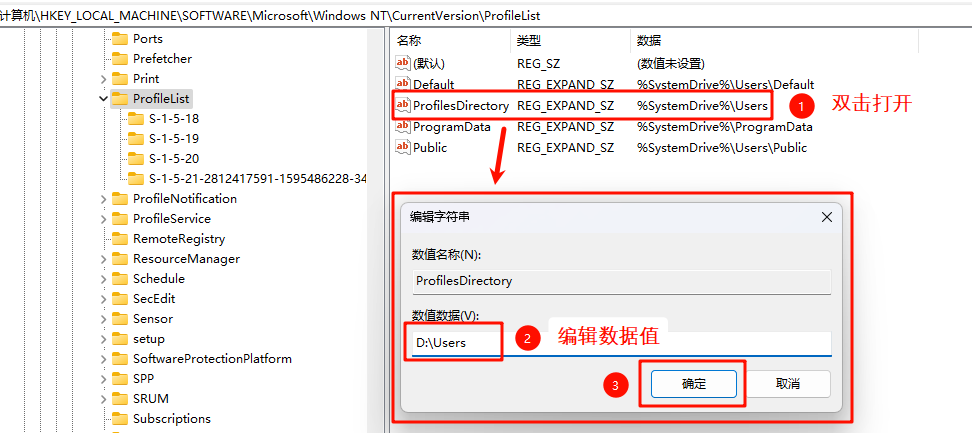 计算机\HKEY_LOCAL_MACHINE\SOFTWARE\Microsoft\Windows NT\CurrentVersion\ProfileList
Ports
Prefetcher
Print
ProfileList
S-1-5-18
S-1-5-19
S-1-5-20
S-1-5-21-2812417591-1595486228-34
ProfileNotification
ProfileService
RemoteRegistry
ResourceManager
Schedule
SecEdit
Sensor
setup
SoftwareProtectionPlatform
SPP
SRUM
Subscriptions
名称 类型 数据
ab (默认) REG_SZ (数值未设置)
ab Default REG_EXPAND_SZ %SystemDrive%\Users\Default
ab ProfilesDirectory REG_EXPAND_SZ %SystemDrive%\Users 1 双击打开
ab ProgramData REG_EXPAND_SZ %SystemDrive%\ProgramData
ab Public REG_EXPAND_SZ %SystemDrive%\Users\Public
编辑字符串
数值名称(N):
ProfilesDirectory
数值数据(V):
D:\Users 2 编辑数据值
3 确定 取消